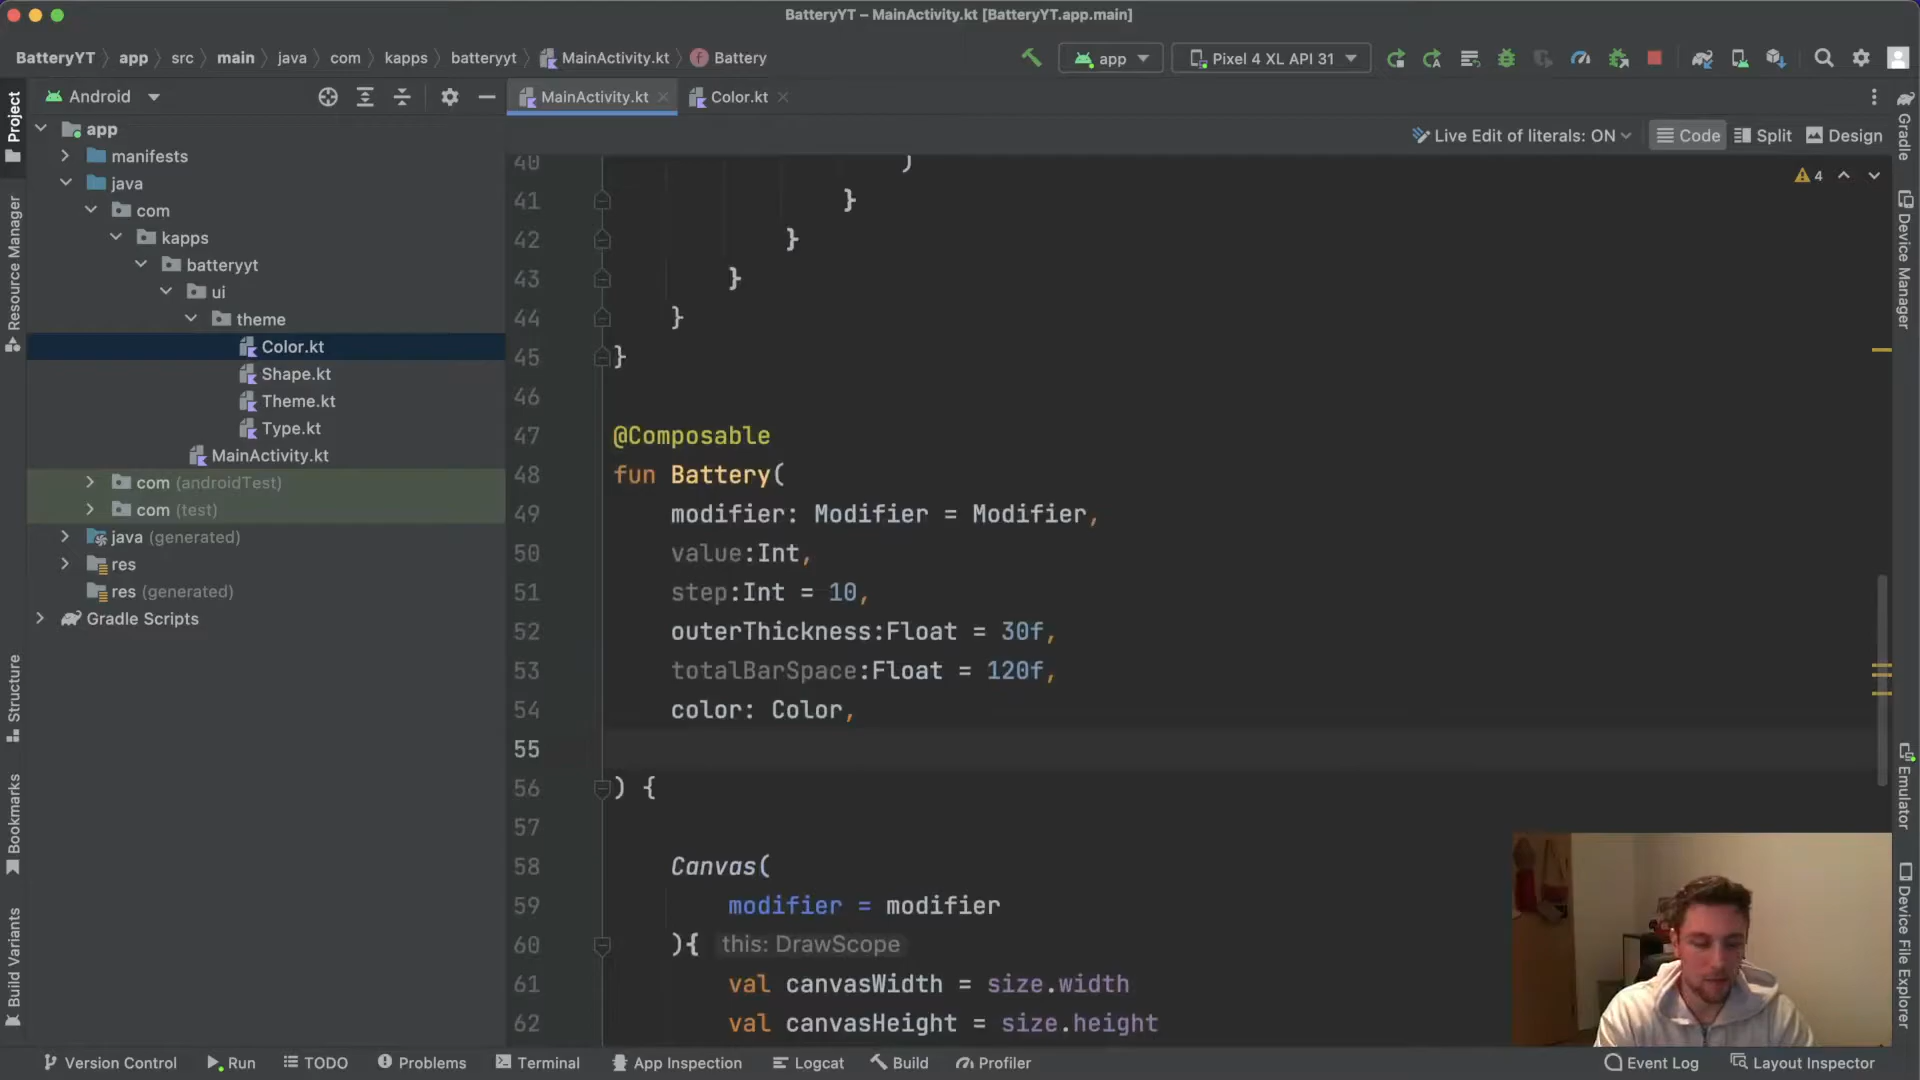 BatteryYT – MainActivity.kt [BatteryYT.app.main]
BatteryYT app src main java com kapps batteryyt MainActivity.kt Battery
app
Pixel 4 XL API 31
Android
MainActivity.kt
Color.kt
Live Edit of literals: ON
Code
Split
Design
4
Project
Resource Manager
Structure
Bookmarks
Build Variants
app
manifests
java
com
kapps
batteryyt
ui
theme
Color.kt
Shape.kt
Theme.kt
Type.kt
MainActivity.kt
com (androidTest)
com (test)
java (generated)
res
res (generated)
Gradle Scripts
40 )
41 }
42 }
43 }
44 }
45 }
46
47 @Composable
48 fun Battery(
49 modifier: Modifier = Modifier,
50 value:Int,
51 step:Int = 10,
52 outerThickness:Float = 30f,
53 totalBarSpace:Float = 120f,
54 color: Color,
55
56 ) {
57
58 Canvas(
59 modifier = modifier
60 ){ this: DrawScope
61 val canvasWidth = size.width
62 val canvasHeight = size.height
Gradle
Device Manager
Emulator
Device File Explorer
Version Control
Run
TODO
Problems
Terminal
App Inspection
Logcat
Build
Profiler
Event Log
Layout Inspector